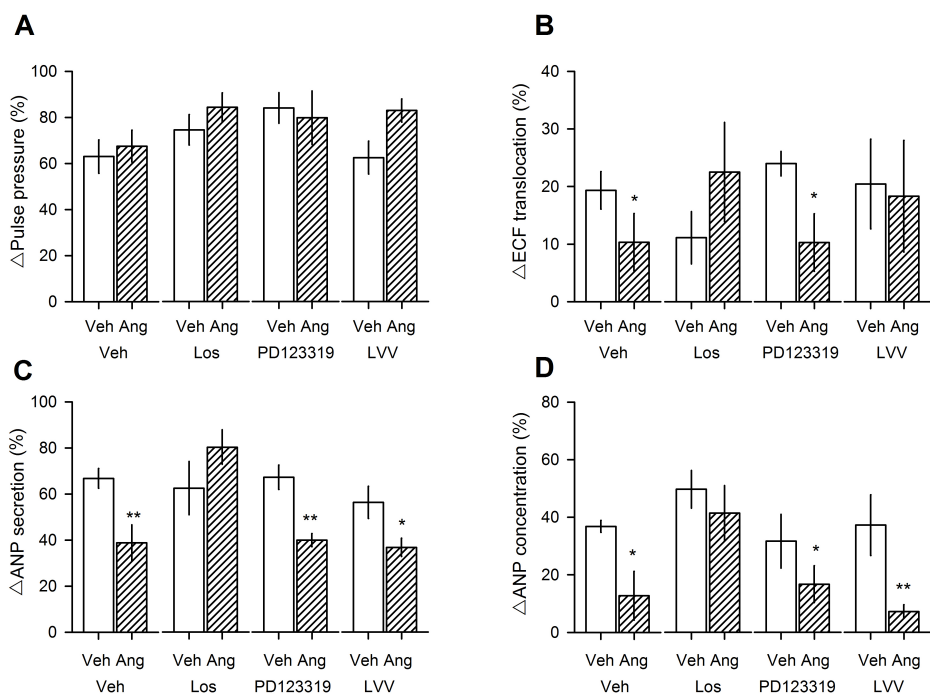 A
△Pulse pressure (%)
100
80
60
40
20
0
Veh Ang Veh Ang Veh Ang Veh Ang
Veh Los PD123319 LVV
B
△ECF translocation (%)
40
30
20
10
0
* *
Veh Ang Veh Ang Veh Ang Veh Ang
Veh Los PD123319 LVV
C
△ANP secretion (%)
100
80
60
40
20
0
** ** *
Veh Ang Veh Ang Veh Ang Veh Ang
Veh Los PD123319 LVV
D
△ANP concentration (%)
80
60
40
20
0
* * **
Veh Ang Veh Ang Veh Ang Veh Ang
Veh Los PD123319 LVV